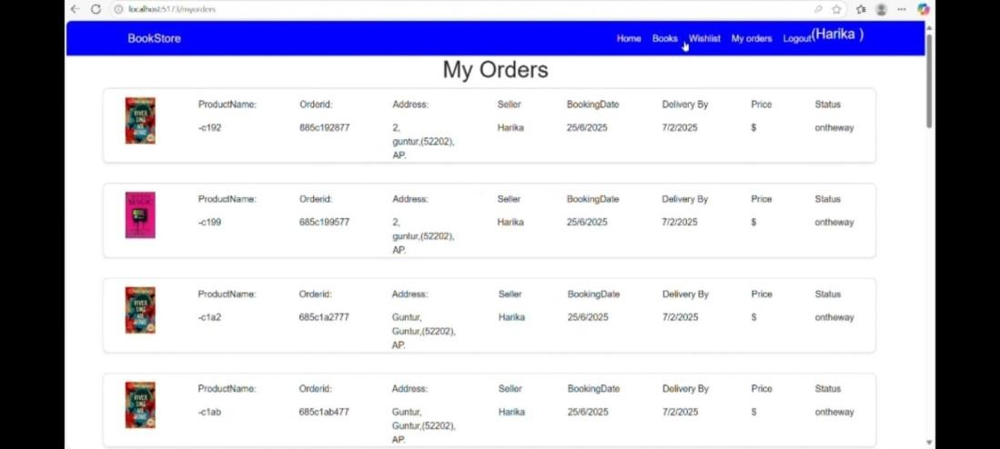 localhost:5173/myorders
BookStore
Home Books Wishlist My orders Logout(Harika )
My Orders
ProductName: Orderid: Address: Seller BookingDate Delivery By Price Status
-c192 685c192877 2, Harika 25/6/2025 7/2/2025 $ ontheway
guntur,(52202),
AP.
ProductName: Orderid: Address: Seller BookingDate Delivery By Price Status
-c199 685c199577 2, Harika 25/6/2025 7/2/2025 $ ontheway
guntur,(52202),
AP.
ProductName: Orderid: Address: Seller BookingDate Delivery By Price Status
-c1a2 685c1a2777 Guntur, Harika 25/6/2025 7/2/2025 $ ontheway
Guntur,(52202),
AP.
ProductName: Orderid: Address: Seller BookingDate Delivery By Price Status
-c1ab 685c1ab477 Guntur, Harika 25/6/2025 7/2/2025 $ ontheway
Guntur,(52202),
AP.